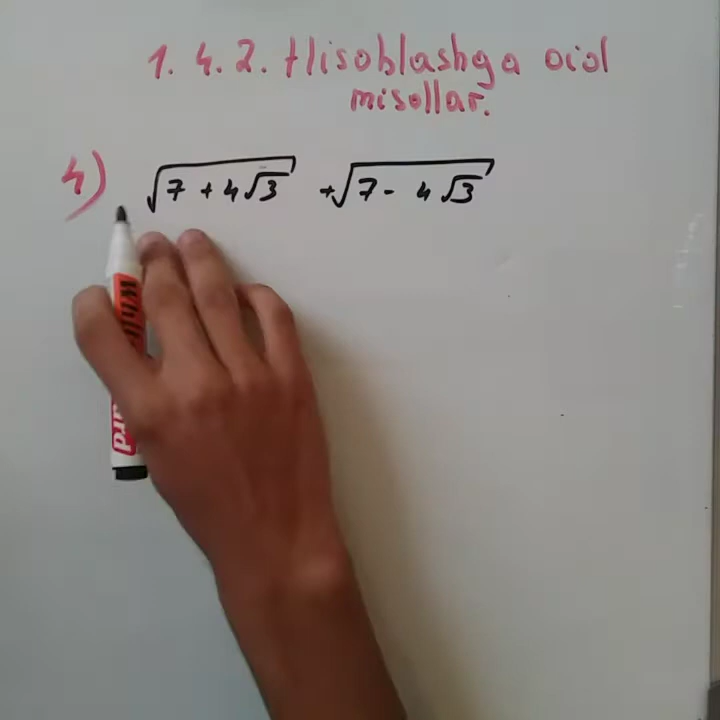 1.4.2. Hisoblashga oid
misollar.
4) √(7 + 4√3) + √(7 - 4√3)